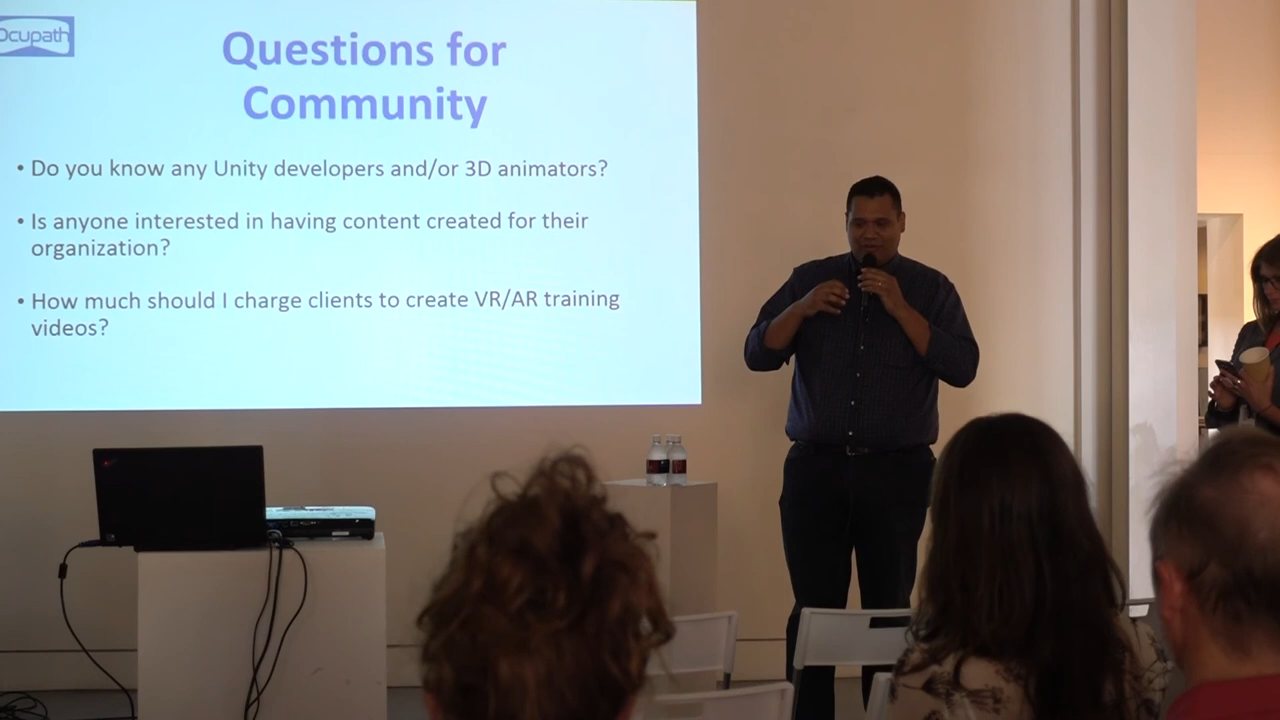 Ocupath
Questions for
Community
• Do you know any Unity developers and/or 3D animators?
• Is anyone interested in having content created for their
organization?
• How much should I charge clients to create VR/AR training
videos?